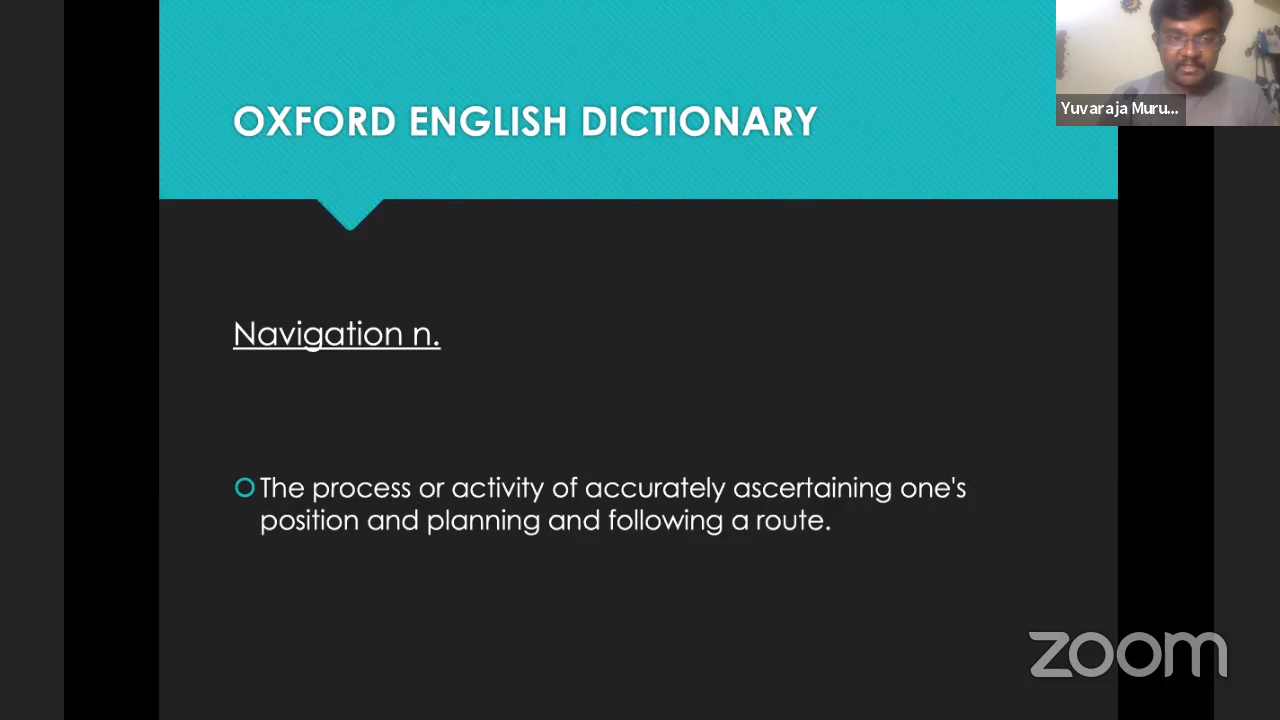 OXFORD ENGLISH DICTIONARY
Yuvaraja Muru...
Navigation n.
The process or activity of accurately ascertaining one's
position and planning and following a route.
zoom